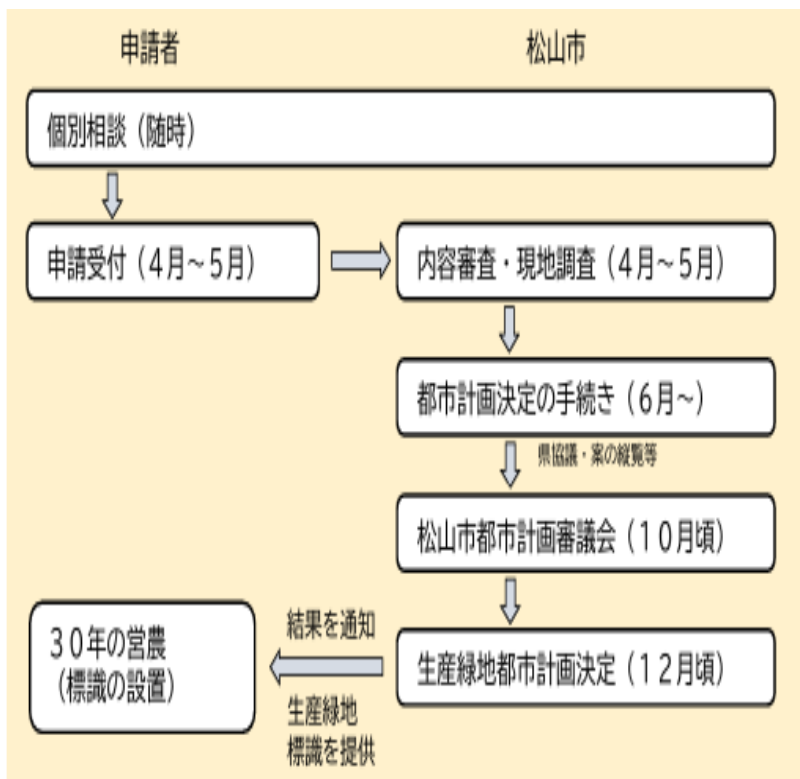 申請者
松山市
個別相談（随時）
申請受付（４月～５月）
内容審査・現地調査（４月～５月）
都市計画決定の手続き（６月～）
県協議・案の縦覧等
松山市都市計画審議会（１０月頃）
生産緑地都市計画決定（１２月頃）
結果を通知
生産緑地
標識を提供
３０年の営農
（標識の設置）